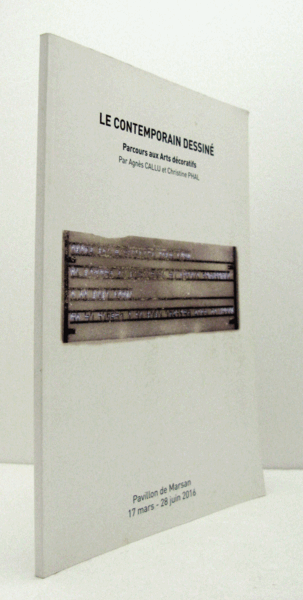 LE CONTEMPORAIN DESSINÉ
Parcours aux Arts décoratifs
Par Agnès CALLU et Christine PHAL
Pavillon de Marsan
17 mars - 28 juin 2016